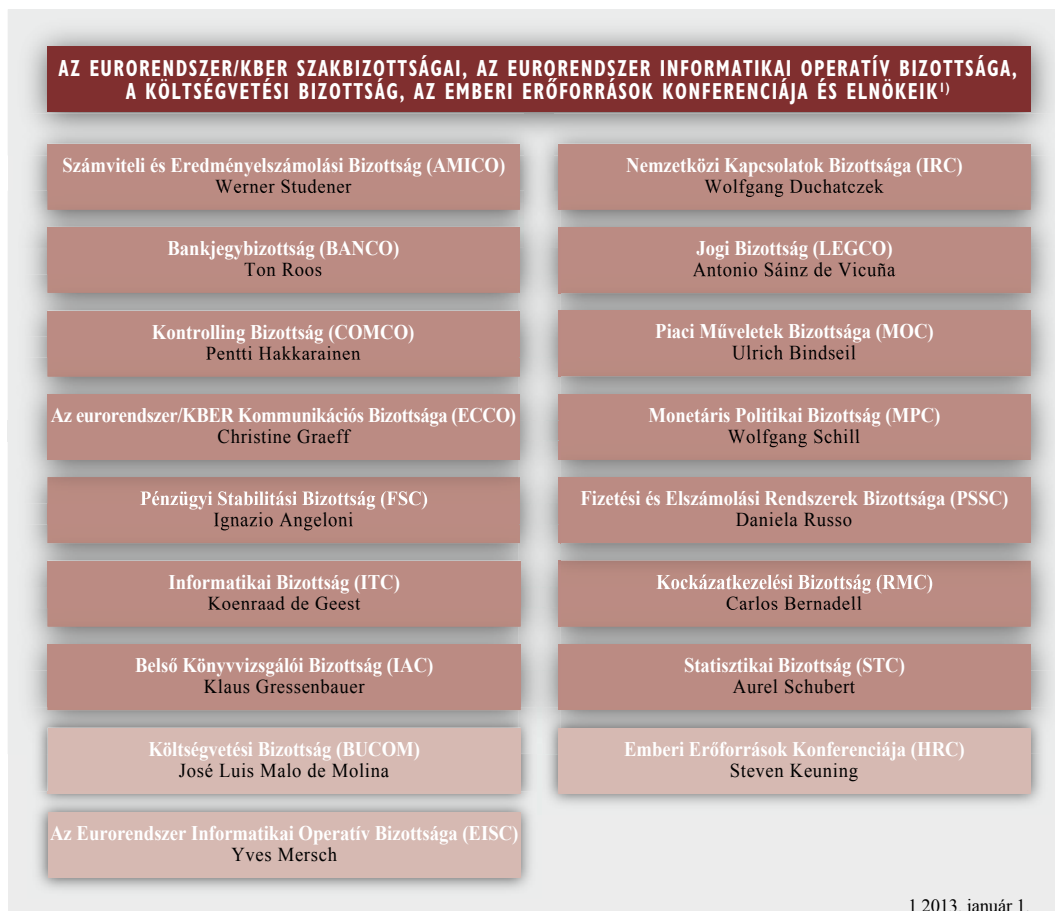 AZ EURORENDSZER/KBER SZAKBIZOTTSÁGAI, AZ EURORENDSZER INFORMATIKAI OPERATÍV BIZOTTSÁGA,
A KÖLTSÉGVETÉSI BIZOTTSÁG, AZ EMBERI ERŐFORRÁSOK KONFERENCIÁJA ÉS ELNÖKEIK1)
Számviteli és Eredményelszámolási Bizottság (AMICO)
Werner Studener
Bankjegybizottság (BANCO)
Ton Roos
Kontrolling Bizottság (COMCO)
Pentti Hakkarainen
Az eurorendszer/KBER Kommunikációs Bizottsága (ECCO)
Christine Graeff
Pénzügyi Stabilitási Bizottság (FSC)
Ignazio Angeloni
Informatikai Bizottság (ITC)
Koenraad de Geest
Belső Könyvvizsgálói Bizottság (IAC)
Klaus Gressenbauer
Költségvetési Bizottság (BUCOM)
José Luis Malo de Molina
Az Eurorendszer Informatikai Operatív Bizottsága (EISC)
Yves Mersch
Nemzetközi Kapcsolatok Bizottsága (IRC)
Wolfgang Duchatczek
Jogi Bizottság (LEGCO)
Antonio Sáinz de Vicuña
Piaci Műveletek Bizottsága (MOC)
Ulrich Bindseil
Monetáris Politikai Bizottság (MPC)
Wolfgang Schill
Fizetési és Elszámolási Rendszerek Bizottsága (PSSC)
Daniela Russo
Kockázatkezelési Bizottság (RMC)
Carlos Bernadell
Statisztikai Bizottság (STC)
Aurel Schubert
Emberi Erőforrások Konferenciája (HRC)
Steven Keuning
1 2013. január 1.